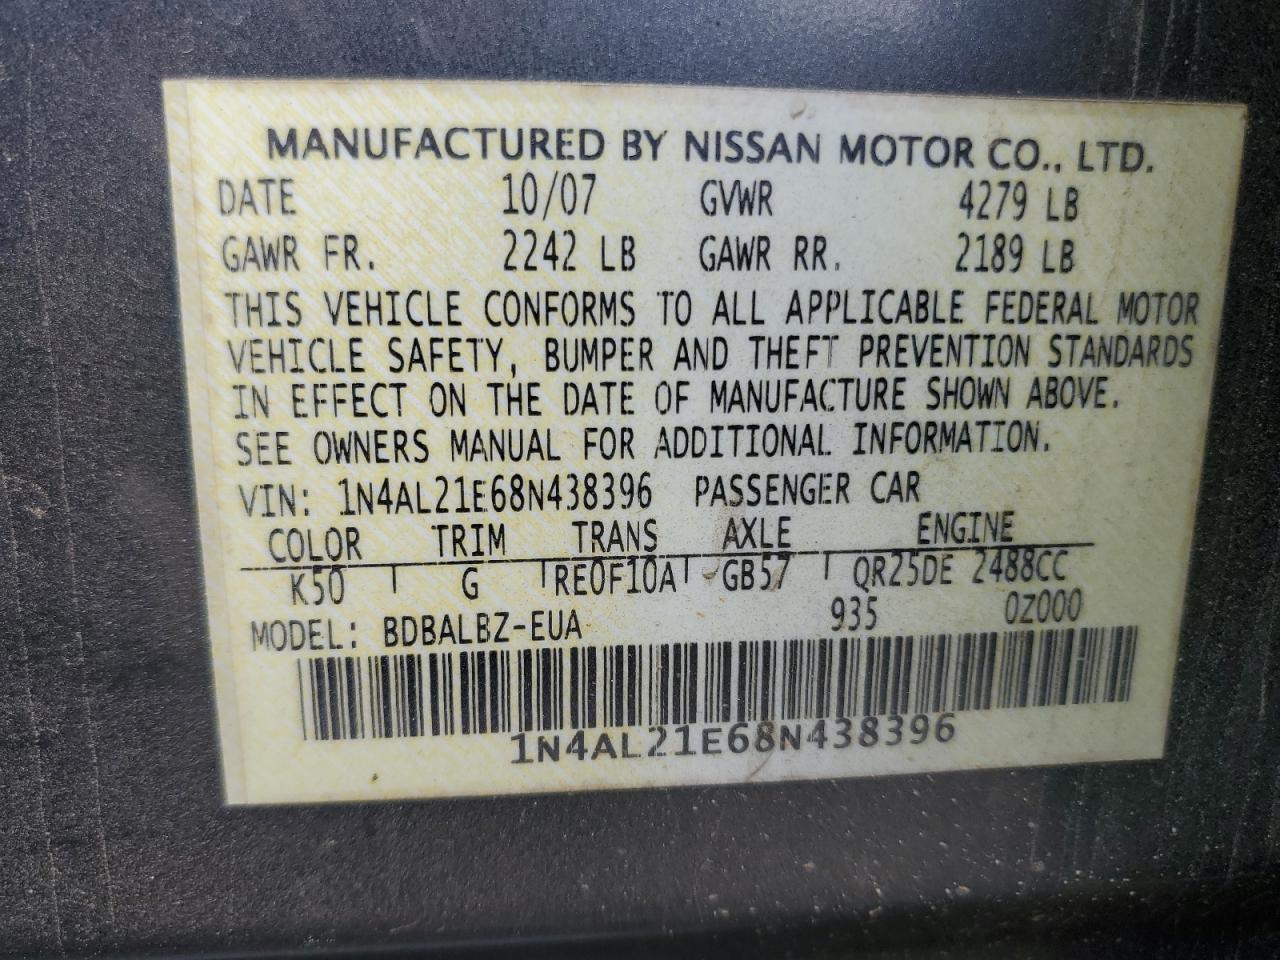 MANUFACTURED BY NISSAN MOTOR CO., LTD.
DATE 10/07 GVWR 4279 LB
GAWR FR. 2242 LB GAWR RR. 2189 LB
THIS VEHICLE CONFORMS TO ALL APPLICABLE FEDERAL MOTOR
VEHICLE SAFETY, BUMPER AND THEFT PREVENTION STANDARDS
IN EFFECT ON THE DATE OF MANUFACTURE SHOWN ABOVE.
SEE OWNERS MANUAL FOR ADDITIONAL INFORMATION.
VIN: 1N4AL21E68N438396 PASSENGER CAR
COLOR TRIM TRANS AXLE ENGINE
K50 G RE0F10A GB57 QR25DE 2488CC
MODEL: BDBALBZ-EUA 935 0Z000
1N4AL21E68N438396